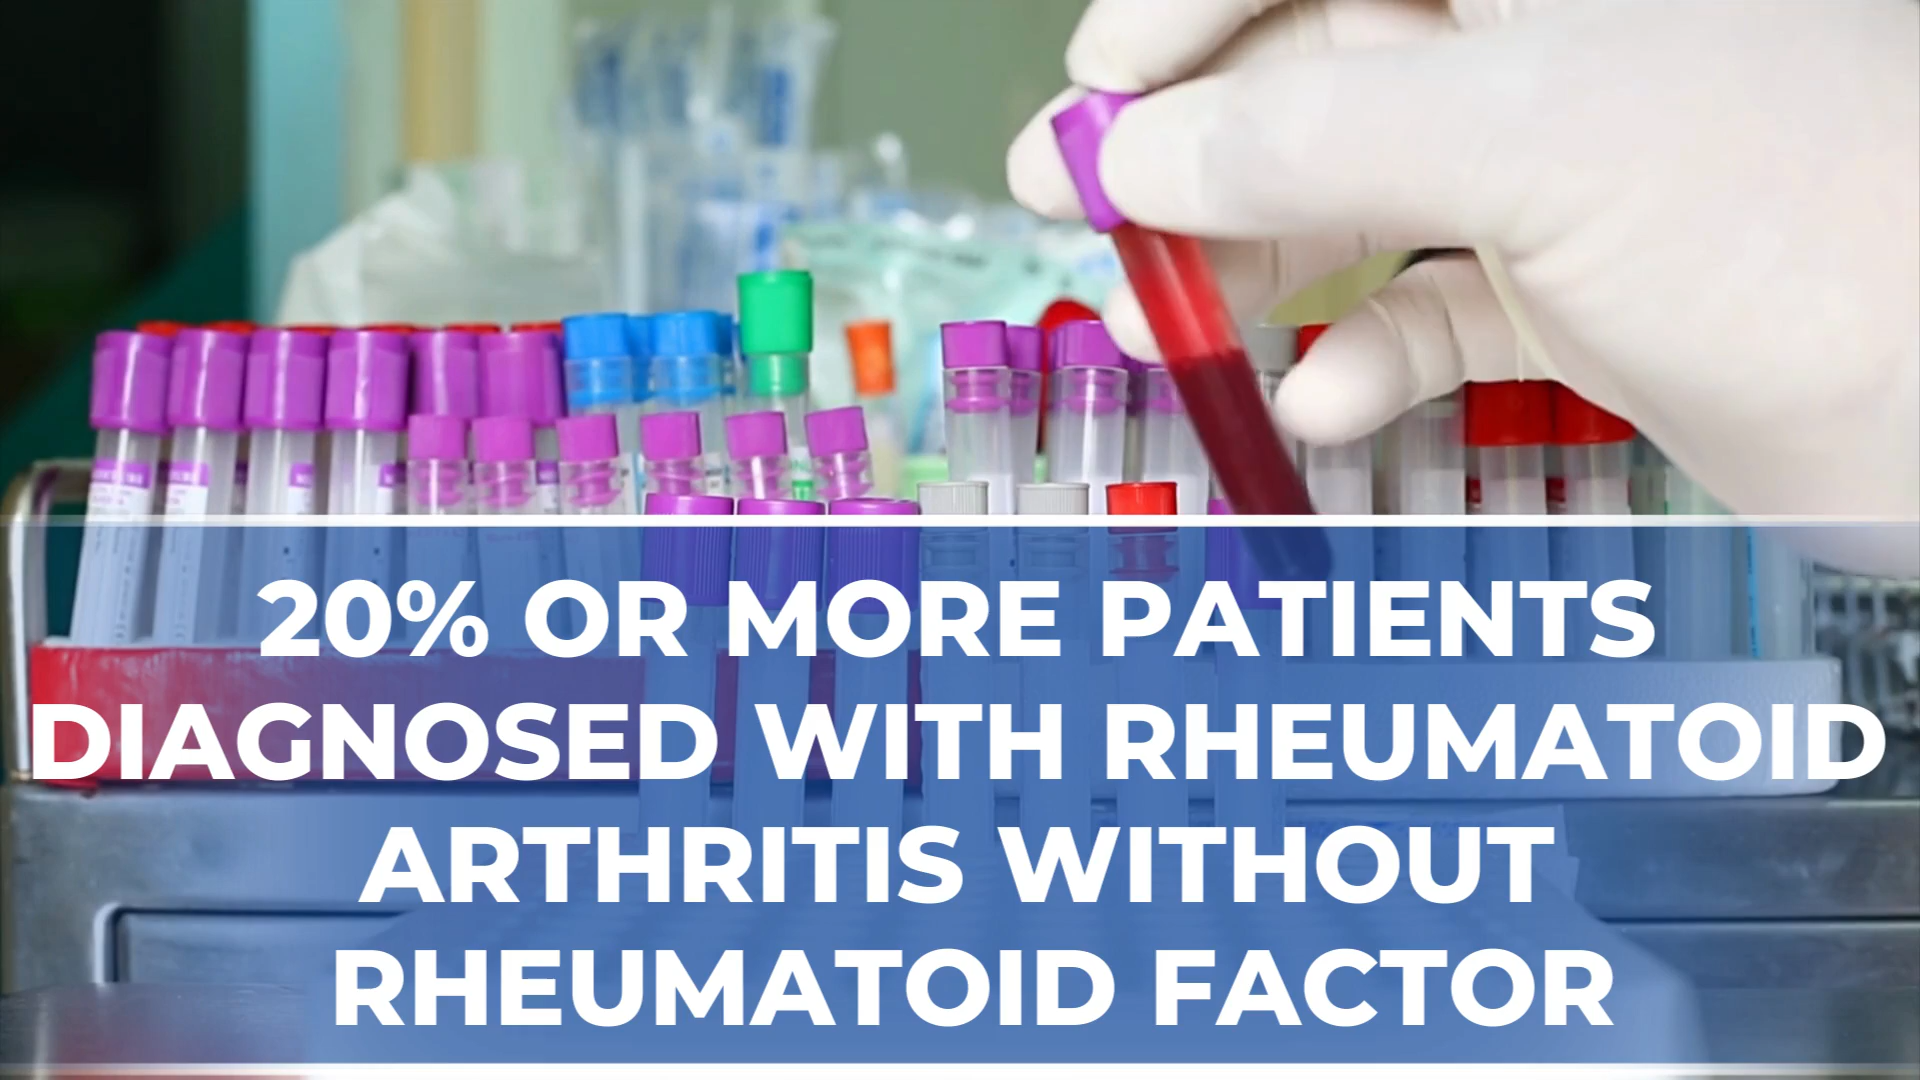 20% OR MORE PATIENTS
DIAGNOSED WITH RHEUMATOID
ARTHRITIS WITHOUT
RHEUMATOID FACTOR